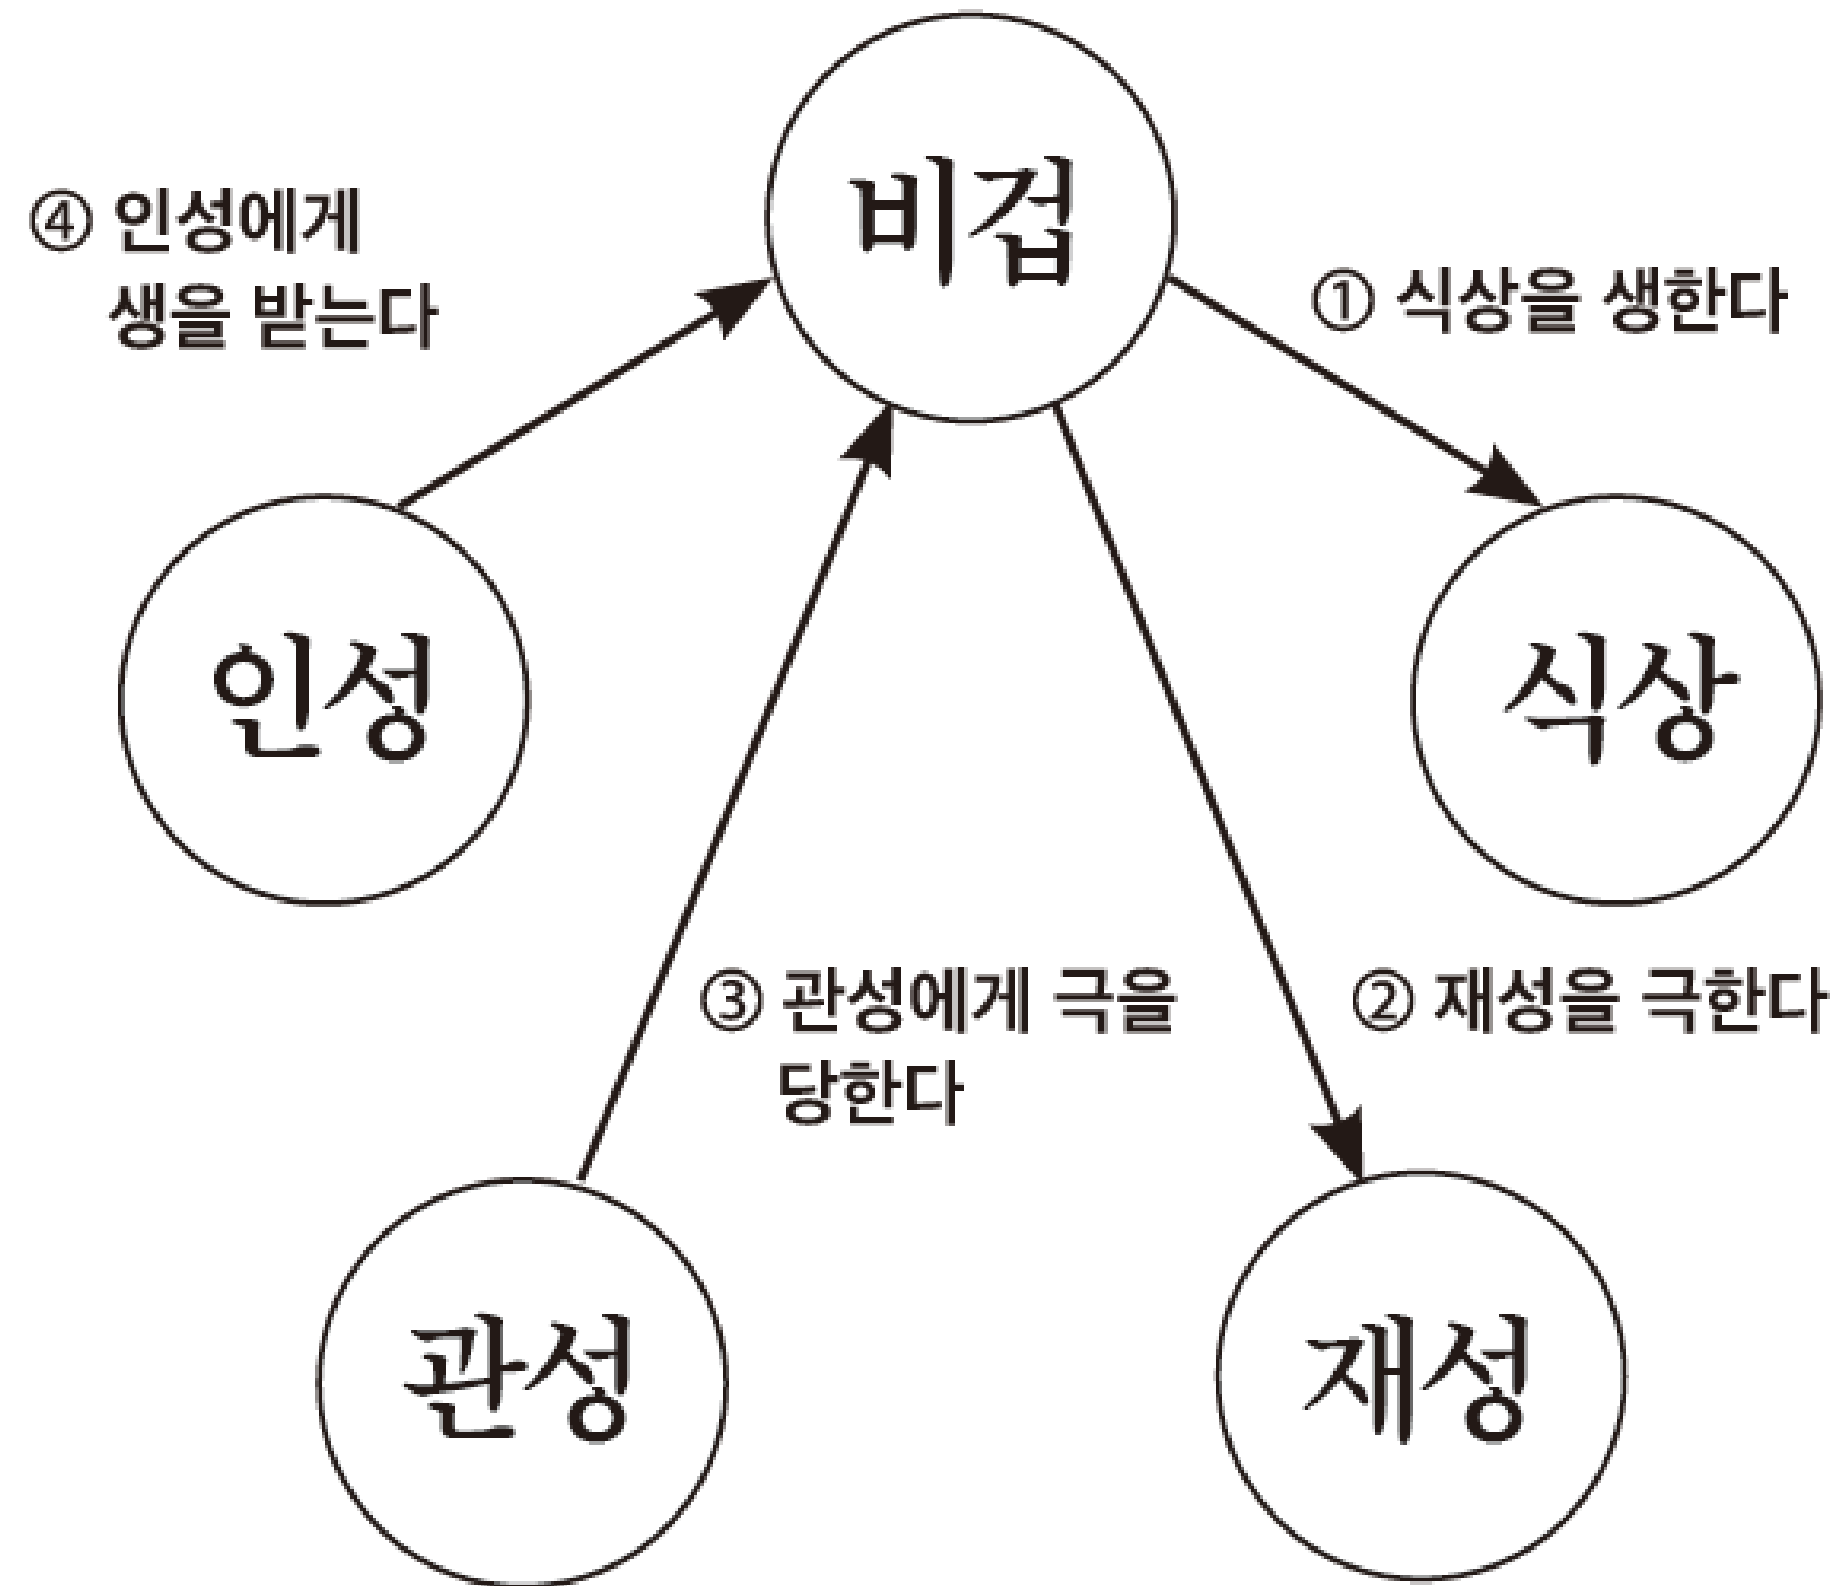 비겁
④ 인성에게
생을 받는다
① 식상을 생한다
인성
식상
③ 관성에게 극을
당한다
② 재성을 극한다
관성
재성